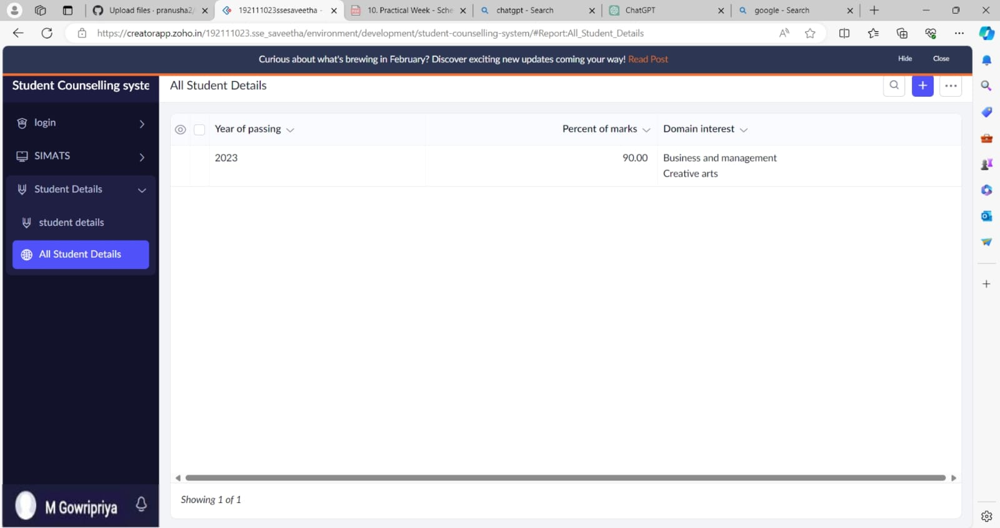 Upload files · pranusha2/
192111023ssesaveetha -
10. Practical Week - Sche
chatgpt - Search
ChatGPT
google - Search
https://creatorapp.zoho.in/192111023.sse_saveetha/environment/development/student-counselling-system/#Report:All_Student_Details
Curious about what's brewing in February? Discover exciting new updates coming your way! Read Post
Hide
Close
Student Counselling syste
All Student Details
login
SIMATS
Student Details
student details
All Student Details
Year of passing
Percent of marks
Domain interest
2023
90.00
Business and management
Creative arts
Showing 1 of 1
M Gowripriya